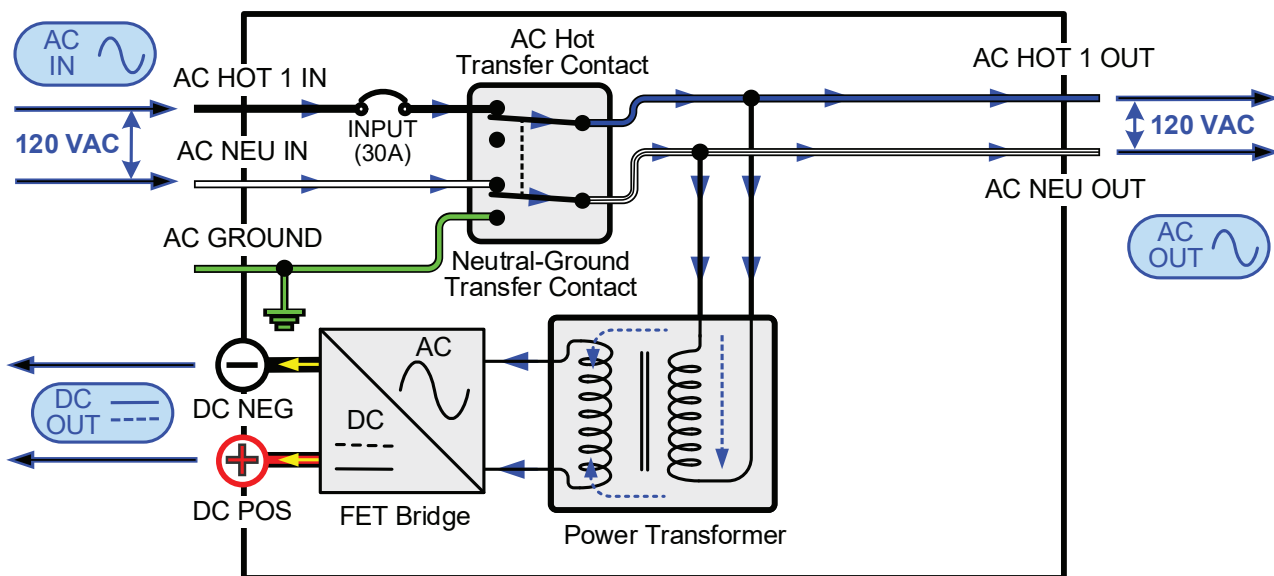 AC
IN
AC HOT 1 IN
120 VAC
AC NEU IN
INPUT
(30A)
AC Hot
Transfer Contact
AC GROUND
Neutral-Ground
Transfer Contact
AC HOT 1 OUT
120 VAC
AC NEU OUT
AC
OUT
DC
OUT
DC NEG
DC POS
AC
DC
FET Bridge
Power Transformer